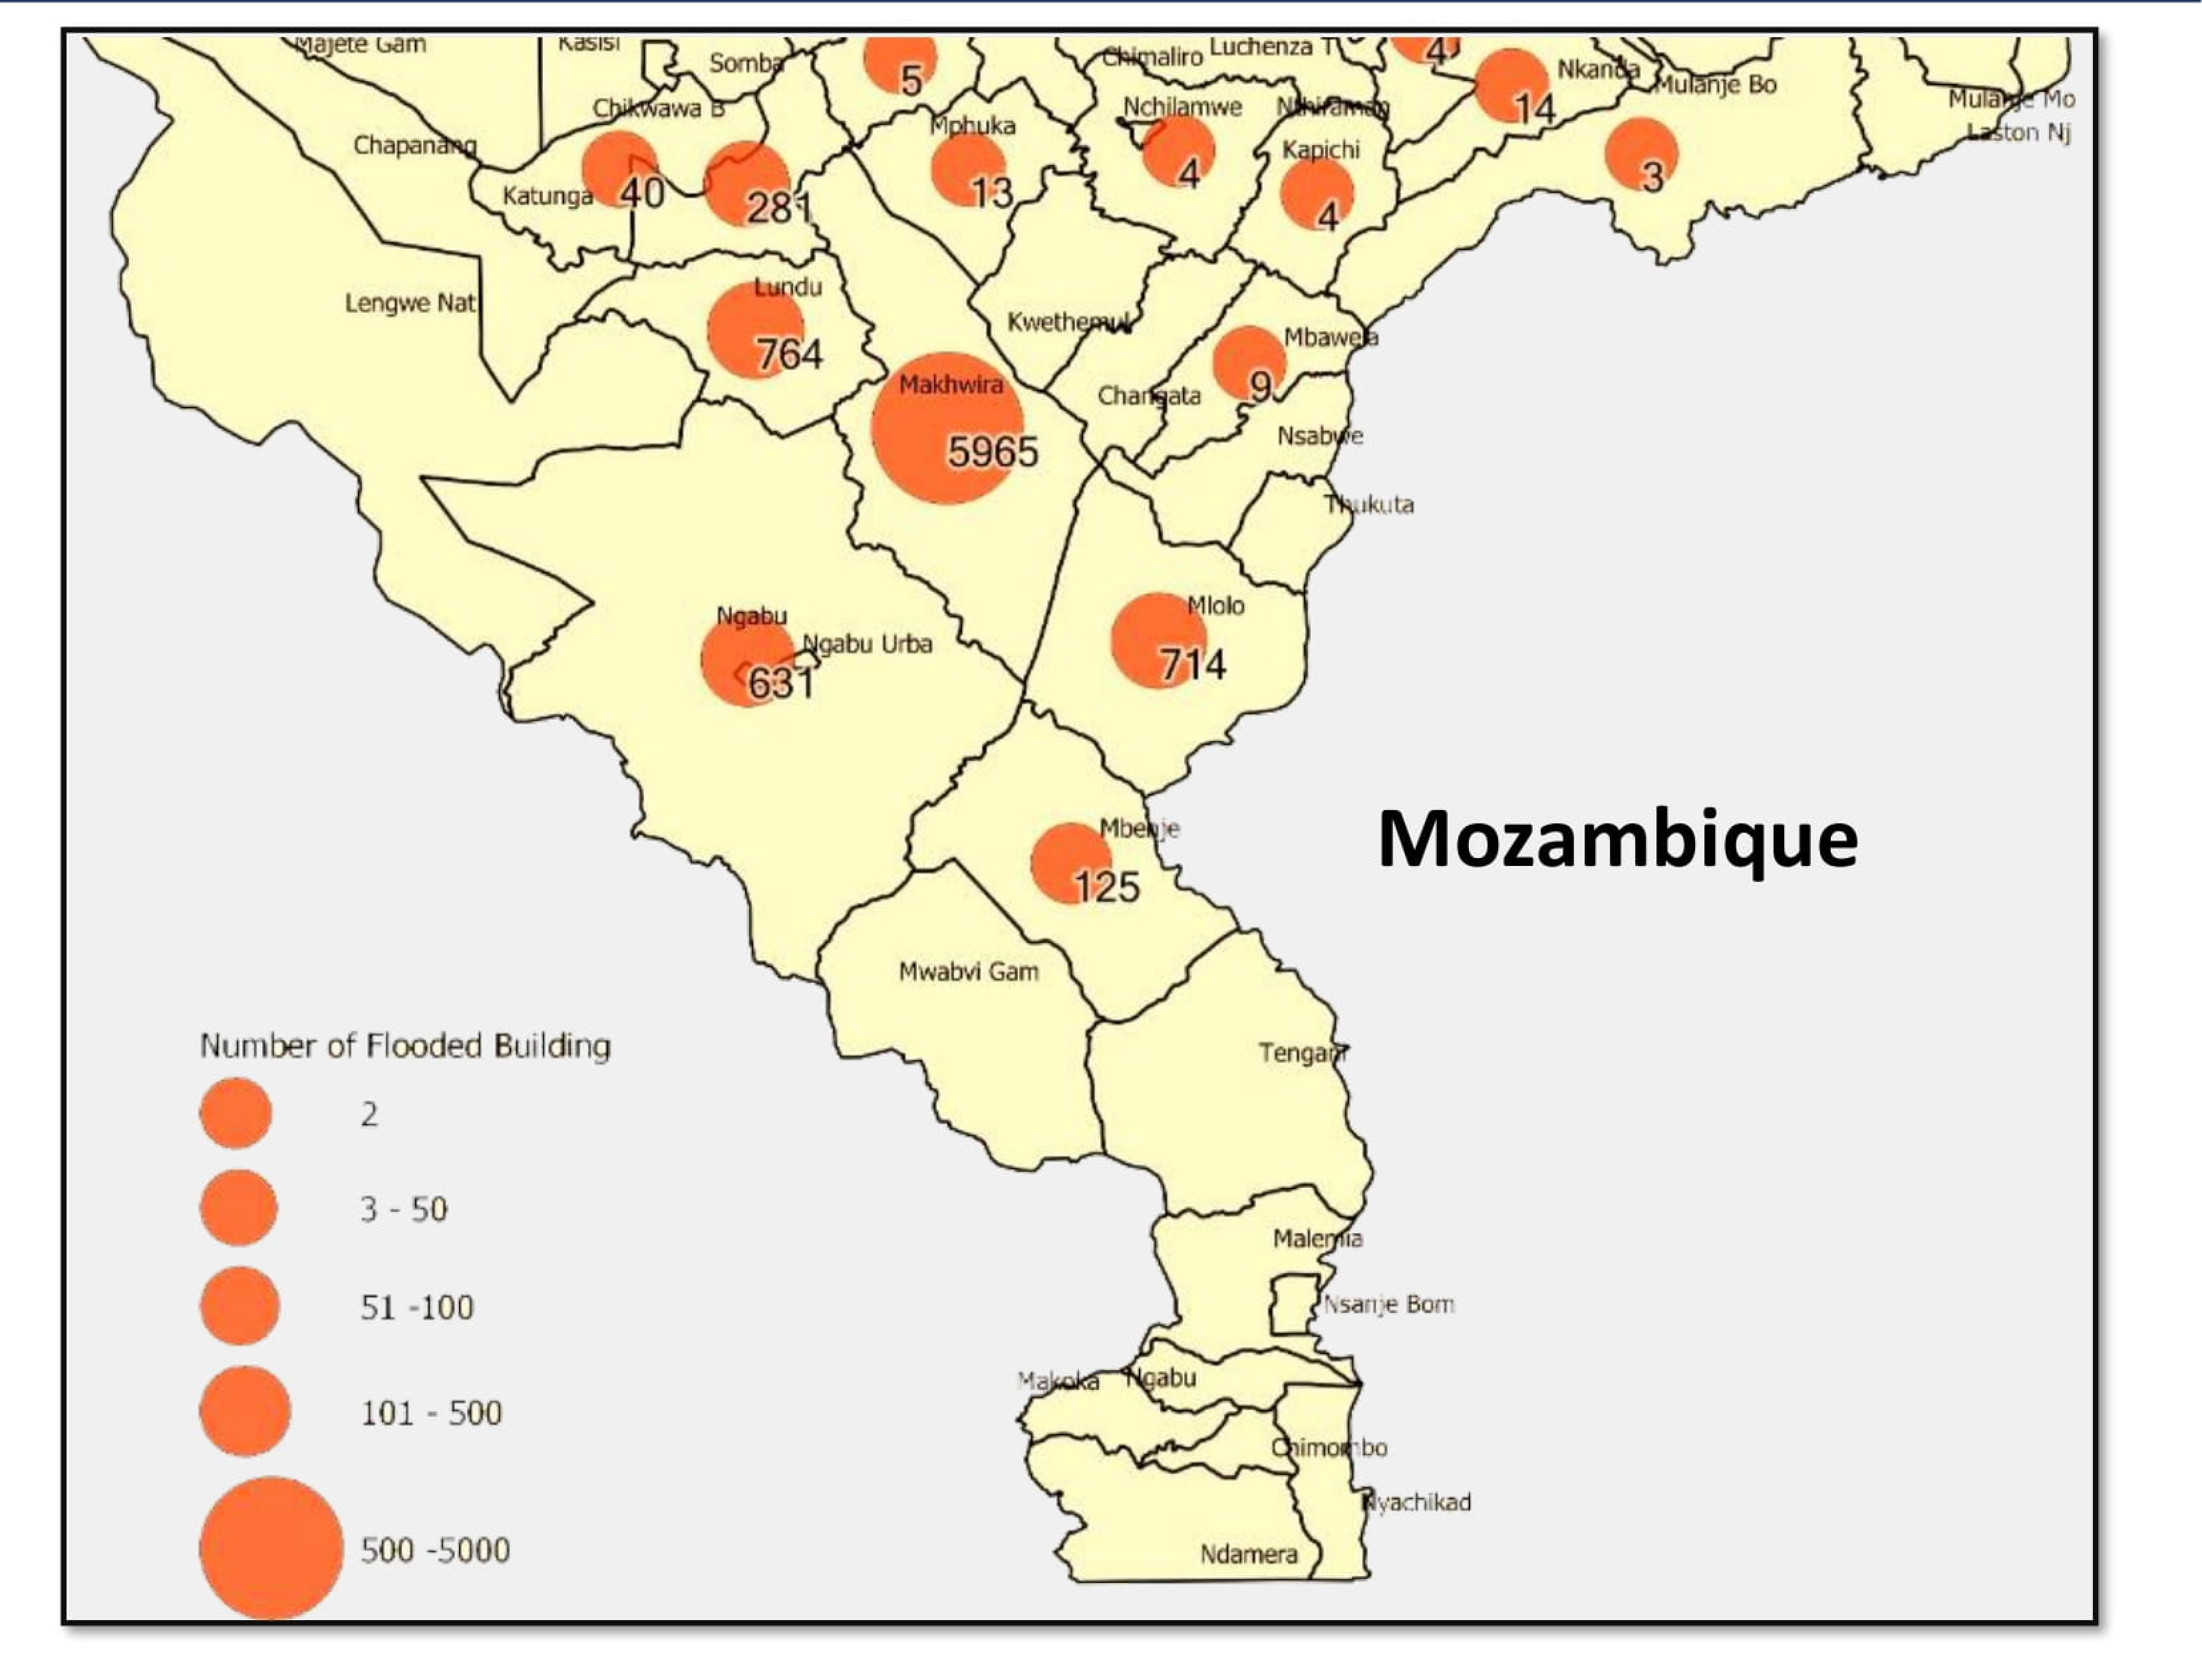 Majete Gam
Kasisi
Somba
5
Chimaliro
Luchenza T
4
14
Nkanda
Mulanje Bo
Mulanje Mo
Laston Nj
Chikwawa B
Mphuka
Nchilamwe
Kapichi
Chapanang
Katunga
40
281
13
4
4
3
Lengwe Nat
Lundu
764
Kwethemul
Mbawela
9
Makhwira
5965
Changata
Nsabwe
Thukuta
Ngabu
Ngabu Urba
631
Mlolo
714
Mozambique
Mbenje
125
Mwabvi Gam
Tengani
Number of Flooded Building
2
3 - 50
51 -100
101 - 500
500 -5000
Malemia
Nsanje Bom
Makoka
Ngabu
Chimombo
Nyachikad
Ndamera